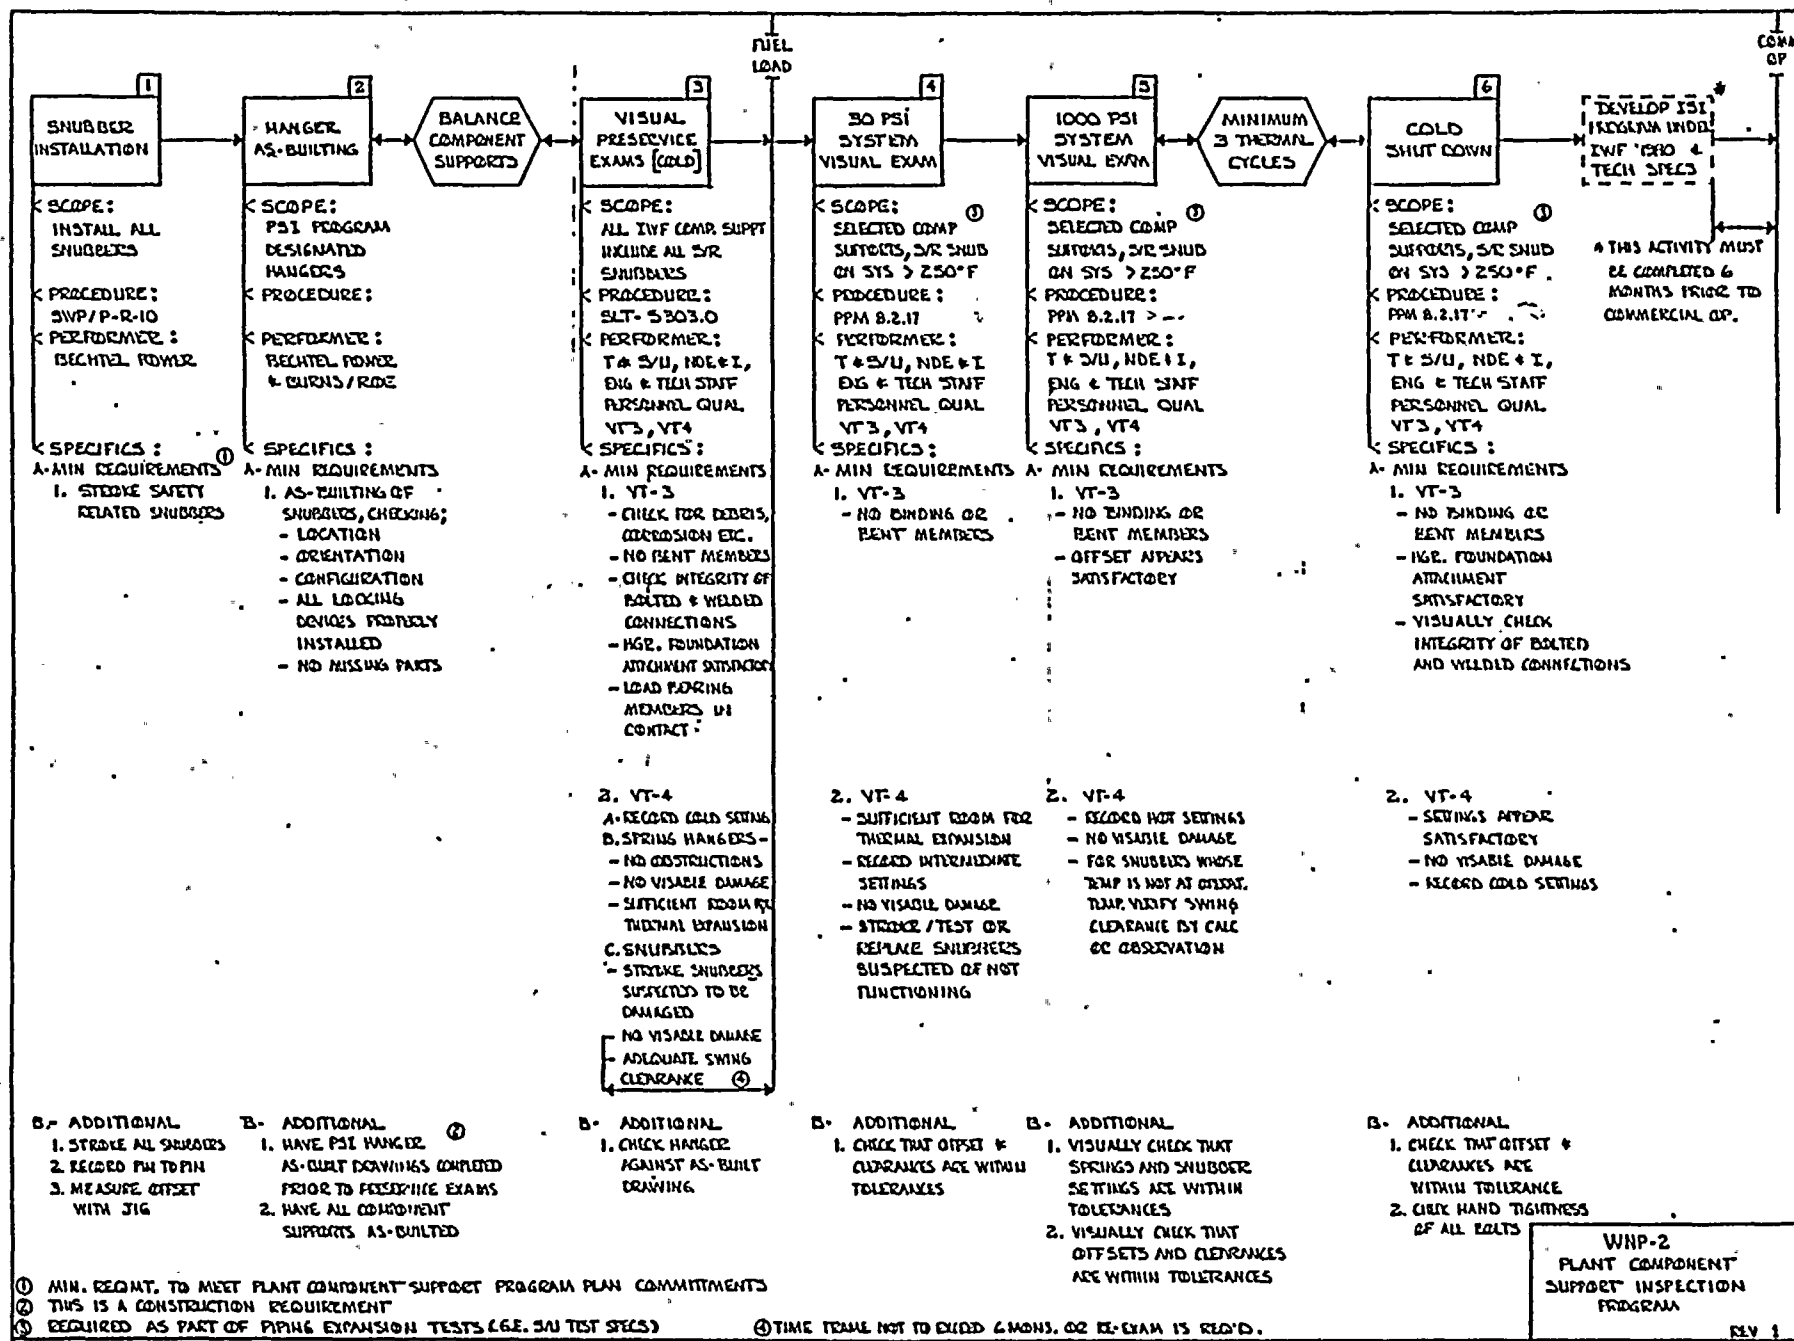 FUEL
LOAD
COMM
OP
1
SNUBBER
INSTALLATION
2
HANGER
AS-BUILTING
BALANCE
COMPONENT
SUPPORTS
3
VISUAL
PRESERVICE
EXAMS [COLD]
4
30 PSI
SYSTEM
VISUAL EXAM
5
1000 PSI
SYSTEM
VISUAL EXAM
MINIMUM
3 THERMAL
CYCLES
6
COLD
SHUT DOWN
*
DEVELOP ISI
PROGRAM UNDER
IWF 1980 &
TECH SPECS
* THIS ACTIVITY MUST
BE COMPLETED 6
MONTHS PRIOR TO
COMMERCIAL OP.
SCOPE:
INSTALL ALL
SNUBBERS
PROCEDURE:
SWP/P-R-10
PERFORMER:
BECHTEL POWER
SPECIFICS: ①
A- MIN REQUIREMENTS
1. STROKE SAFETY
RELATED SNUBBERS
B- ADDITIONAL
1. STROKE ALL SNUBBERS
2. RECORD PIN TO PIN
3. MEASURE OFFSET
WITH JIG
SCOPE:
PSI PROGRAM
DESIGNATED
HANGERS
PROCEDURE:
PERFORMER:
BECHTEL POWER
& BURNS/ROE
SPECIFICS:
A- MIN REQUIREMENTS
1. AS-BUILTING OF
SNUBBERS, CHECKING;
- LOCATION
- ORIENTATION
- CONFIGURATION
- ALL LOCKING
DEVICES PROPERLY
INSTALLED
- NO MISSING PARTS
B- ADDITIONAL ②
1. HAVE PSI HANGER
AS-BUILT DRAWINGS COMPLETED
PRIOR TO PRESERVICE EXAMS
2. HAVE ALL COMPONENT
SUPPORTS AS-BUILTED
SCOPE:
ALL IWF COMP. SUPPT
INCLUDE ALL S/R
SNUBBERS
PROCEDURE:
SLT-S303.0
PERFORMER:
T & S/U, NDE & I,
ENG & TECH STAFF
PERSONNEL QUAL
VT3, VT4
SPECIFICS:
A- MIN REQUIREMENTS
1. VT-3
- CHECK FOR DEBRIS,
CORROSION ETC.
- NO BENT MEMBERS
- CHECK INTEGRITY OF
BOLTED & WELDED
CONNECTIONS
- HGR. FOUNDATION
ATTACHMENT SATISFACTORY
- LOAD BEARING
MEMBERS IN
CONTACT
2. VT-4
A- RECORD COLD SETTING
B. SPRING HANGERS-
- NO OBSTRUCTIONS
- NO VISABLE DAMAGE
- SUFFICIENT ROOM FOR
THERMAL EXPANSION
C. SNUBBERS
- STROKE SNUBBERS
SUSPECTED TO BE
DAMAGED
- NO VISABLE DAMAGE
- ADEQUATE SWING
CLEARANCE ④
B- ADDITIONAL
1. CHECK HANGER
AGAINST AS-BUILT
DRAWING
SCOPE: ③
SELECTED COMP
SUPPORTS, S/R SNUB
ON SYS > 250°F
PROCEDURE:
PPM 8.2.17
PERFORMER:
T & S/U, NDE & I
ENG & TECH STAFF
PERSONNEL QUAL
VT3, VT4
SPECIFICS:
A- MIN REQUIREMENTS
1. VT-3
- NO BINDING OR
BENT MEMBERS
2. VT-4
- SUFFICIENT ROOM FOR
THERMAL EXPANSION
- RECORD INTERMEDIATE
SETTINGS
- NO VISABLE DAMAGE
- STROKE/TEST OR
REPLACE SNUBBERS
SUSPECTED OF NOT
FUNCTIONING
B- ADDITIONAL
1. CHECK THAT OFFSET &
CLEARANCES ARE WITHIN
TOLERANCES
SCOPE: ③
SELECTED COMP
SUPPORTS, S/R SNUB
ON SYS > 250°F
PROCEDURE:
PPM 8.2.17
PERFORMER:
T & S/U, NDE & I,
ENG & TECH STAFF
PERSONNEL QUAL
VT3, VT4
SPECIFICS:
A- MIN REQUIREMENTS
1. VT-3
- NO BINDING OR
BENT MEMBERS
- OFFSET APPEARS
SATISFACTORY
2. VT-4
- RECORD HOT SETTINGS
- NO VISABLE DAMAGE
- FOR SNUBBERS WHOSE
TEMP IS NOT AT OPERAT.
TEMP. VERIFY SWING
CLEARANCE BY CALC
OR OBSERVATION
B- ADDITIONAL
1. VISUALLY CHECK THAT
SPRINGS AND SNUBBER
SETTINGS ARE WITHIN
TOLERANCES
2. VISUALLY CHECK THAT
OFFSETS AND CLEARANCES
ARE WITHIN TOLERANCES
SCOPE: ③
SELECTED COMP
SUPPORTS, S/R SNUB
ON SYS > 250°F
PROCEDURE:
PPM 8.2.17
PERFORMER:
T & S/U, NDE & I,
ENG & TECH STAFF
PERSONNEL QUAL
VT3, VT4
SPECIFICS:
A- MIN REQUIREMENTS
1. VT-3
- NO BINDING OR
BENT MEMBERS
- HGR. FOUNDATION
ATTACHMENT
SATISFACTORY
- VISUALLY CHECK
INTEGRITY OF BOLTED
AND WELDED CONNECTIONS
2. VT-4
- SETTINGS APPEAR
SATISFACTORY
- NO VISABLE DAMAGE
- RECORD COLD SETTINGS
B- ADDITIONAL
1. CHECK THAT OFFSET &
CLEARANCES ARE
WITHIN TOLERANCE
2. CHECK HAND TIGHTNESS
OF ALL BOLTS
① MIN. REQMT. TO MEET PLANT COMPONENT SUPPORT PROGRAM PLAN COMMITTMENTS
② THIS IS A CONSTRUCTION REQUIREMENT
③ REQUIRED AS PART OF PIPING EXPANSION TESTS (G.E. S/U TEST SPECS)
④ TIME FRAME NOT TO EXCEED 6 MONS. OR RE-EXAM IS REQ'D.
WNP-2
PLANT COMPONENT
SUPPORT INSPECTION
PROGRAM
REV 1